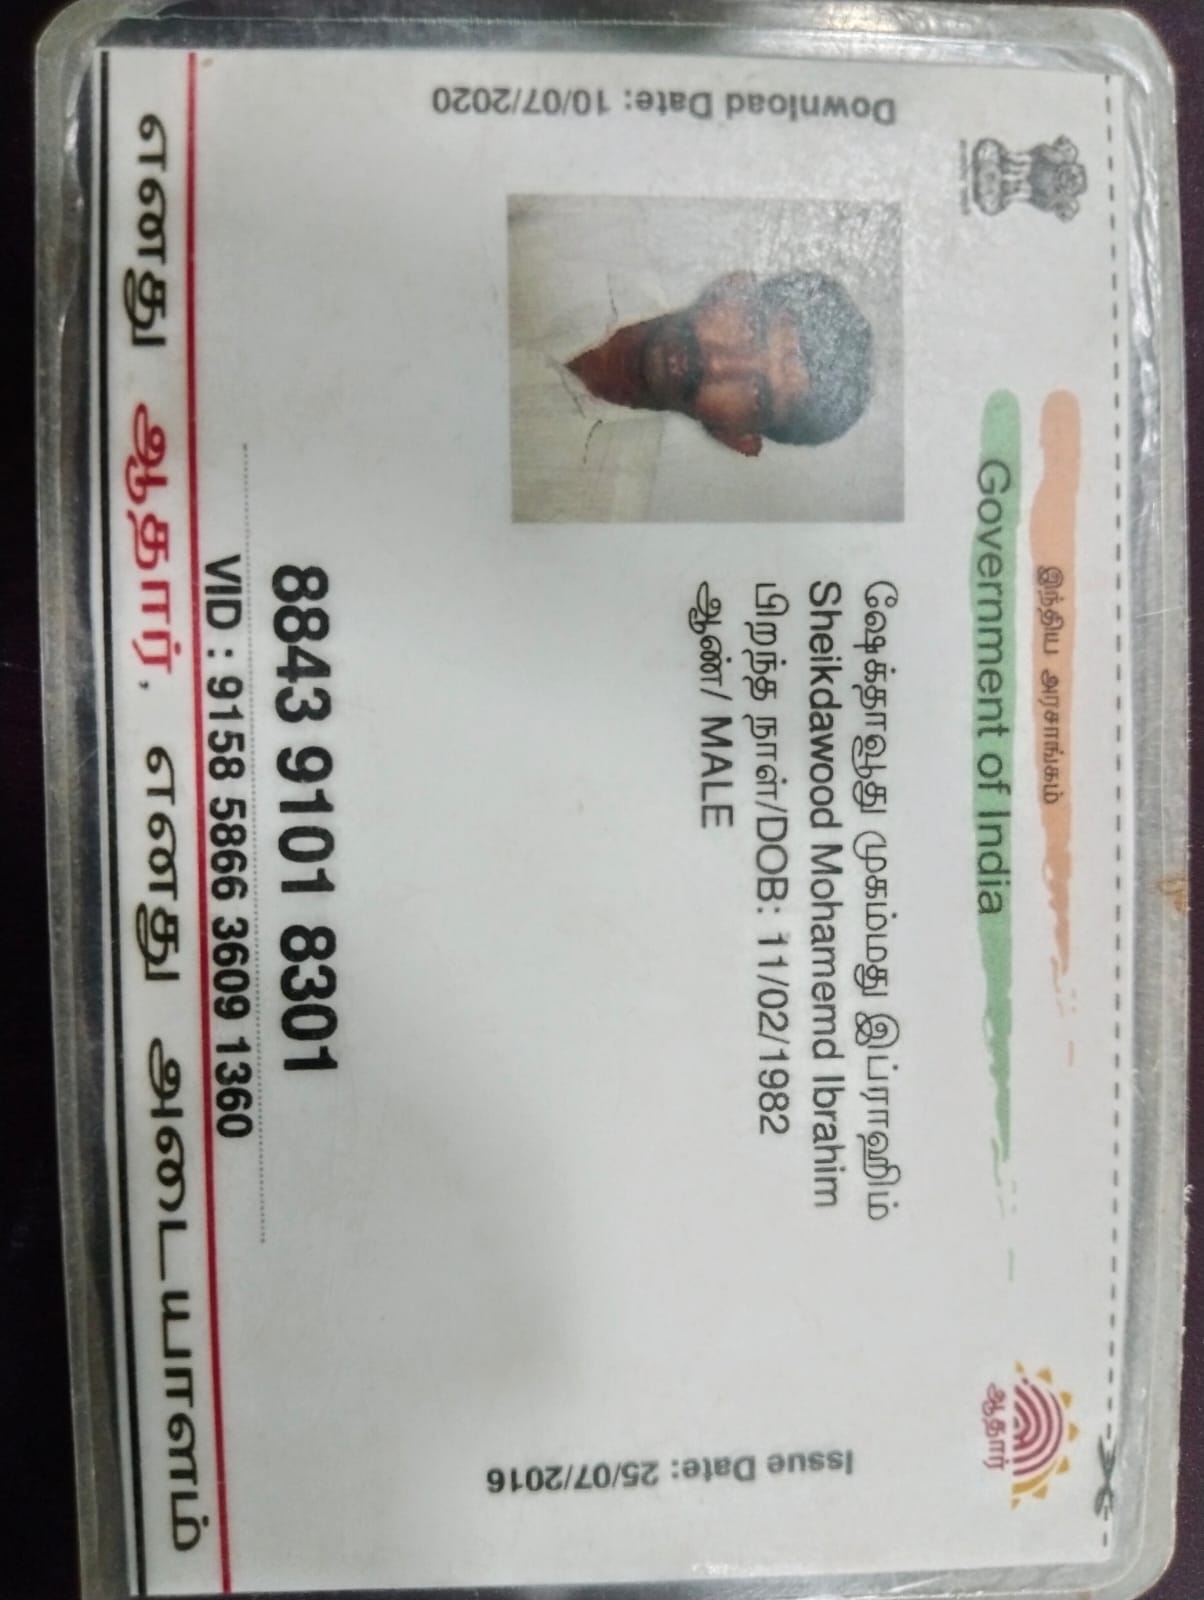 இந்திய அரசாங்கம்
Government of India
ஆதார்
Download Date: 10/07/2020
ஷேக்தாவூது முகம்மது இப்ராஹிம்
Sheikdawood Mohamemd Ibrahim
பிறந்த நாள்/DOB: 11/02/1982
ஆண்/ MALE
Issue Date: 25/07/2016
8843 9101 8301
VID : 9158 5866 3609 1360
எனது ஆதார், எனது அடையாளம்